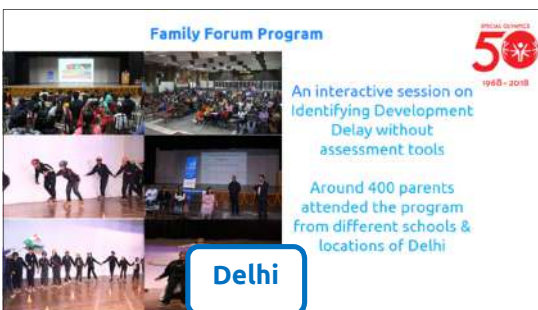 Family Forum Program
SPECIAL OLYMPICS
50
1968 - 2018
An interactive session on
Identifying Development
Delay without
assessment tools
Around 400 parents
attended the program
from different schools &
locations of Delhi
Delhi